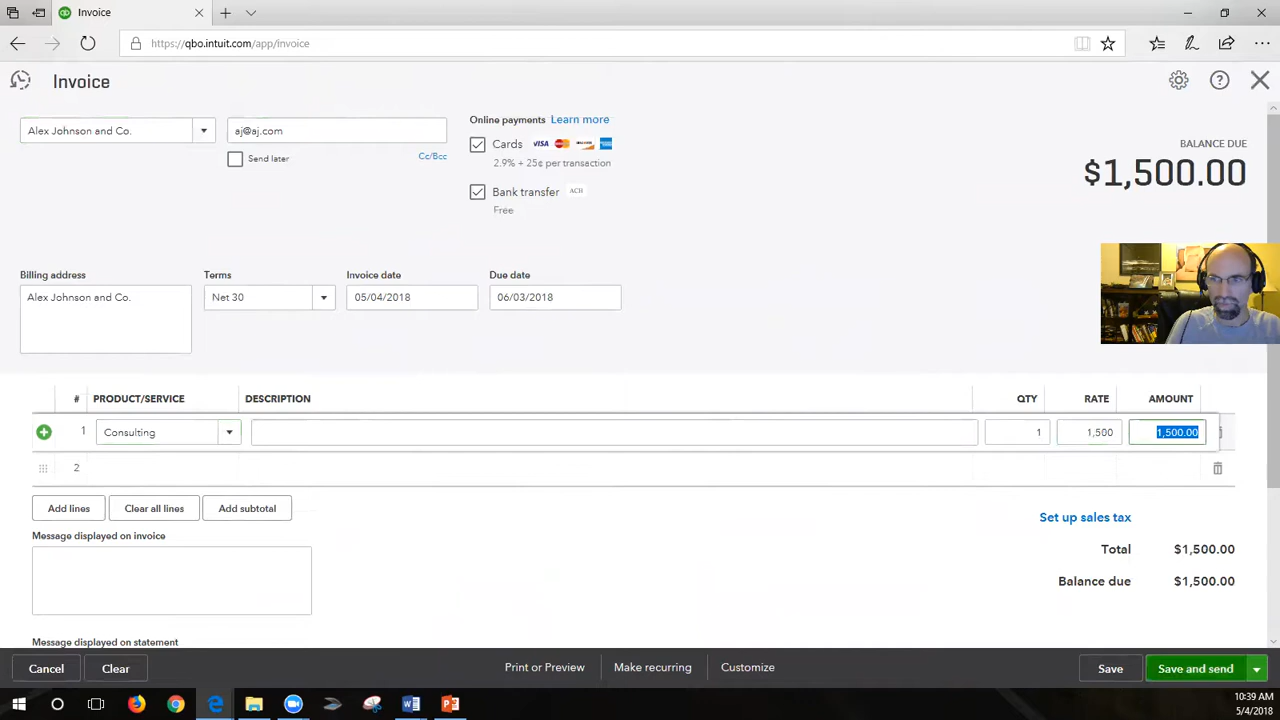 Invoice
https://qbo.intuit.com/app/invoice
Invoice
Alex Johnson and Co.
aj@aj.com
Send later
Cc/Bcc
Online payments Learn more
Cards VISA
2.9% + 25¢ per transaction
Bank transfer ACH
Free
BALANCE DUE
$1,500.00
Billing address
Alex Johnson and Co.
Terms
Net 30
Invoice date
05/04/2018
Due date
06/03/2018
# PRODUCT/SERVICE DESCRIPTION QTY RATE AMOUNT
1 Consulting 1 1,500 1,500.00
2
Add lines Clear all lines Add subtotal
Message displayed on invoice
Set up sales tax
Total $1,500.00
Balance due $1,500.00
Message displayed on statement
Cancel Clear Print or Preview Make recurring Customize Save Save and send
10:39 AM
5/4/2018